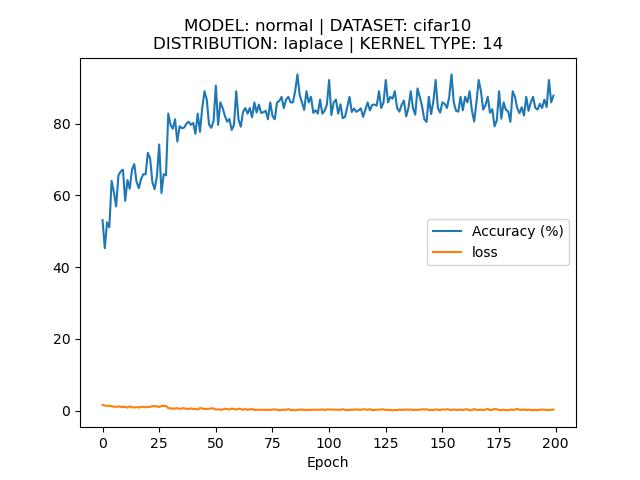 MODEL: normal | DATASET: cifar10
DISTRIBUTION: laplace | KERNEL TYPE: 14
80
60
40
20
0
Accuracy (%)
loss
0 25 50 75 100 125 150 175 200
Epoch